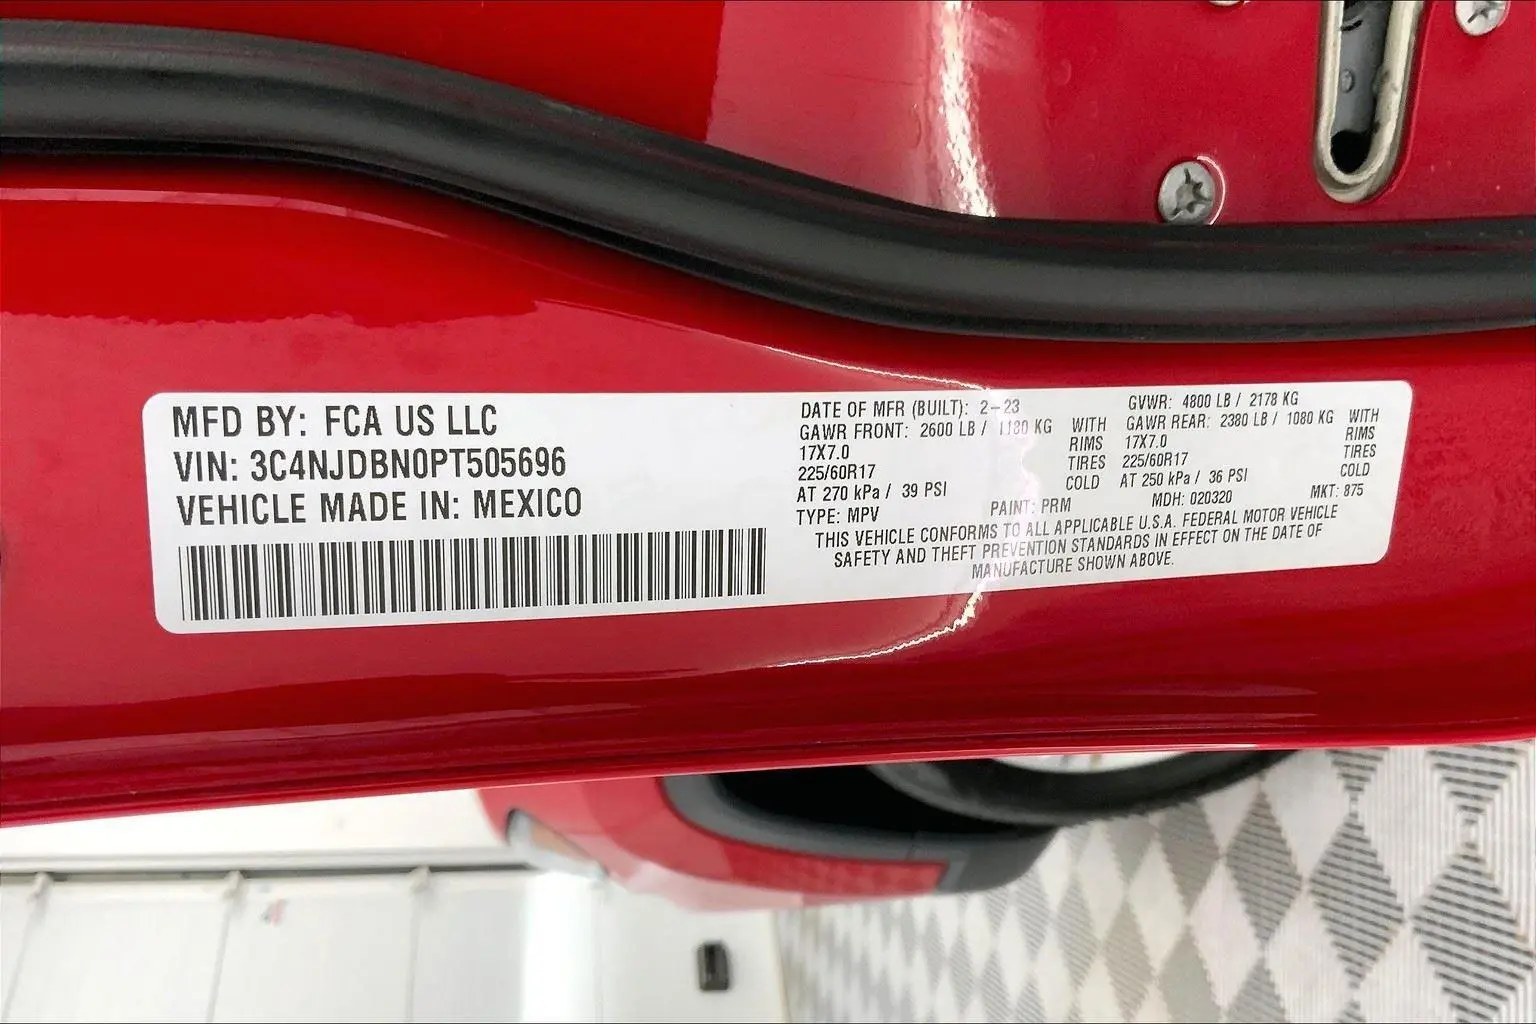 MFD BY: FCA US LLC
VIN: 3C4NJDBN0PT505696
VEHICLE MADE IN: MEXICO
DATE OF MFR (BUILT): 2-23
GAWR FRONT: 2600 LB / 1180 KG WITH
17X7.0 RIMS
225/60R17 TIRES
AT 270 kPa / 39 PSI COLD
GVWR: 4800 LB / 2178 KG
GAWR REAR: 2380 LB / 1080 KG WITH
17X7.0 RIMS
225/60R17 TIRES
AT 250 kPa / 36 PSI COLD
TYPE: MPV PAINT: PRM MDH: 020320 MKT: 875
THIS VEHICLE CONFORMS TO ALL APPLICABLE U.S.A. FEDERAL MOTOR VEHICLE
SAFETY AND THEFT PREVENTION STANDARDS IN EFFECT ON THE DATE OF
MANUFACTURE SHOWN ABOVE.